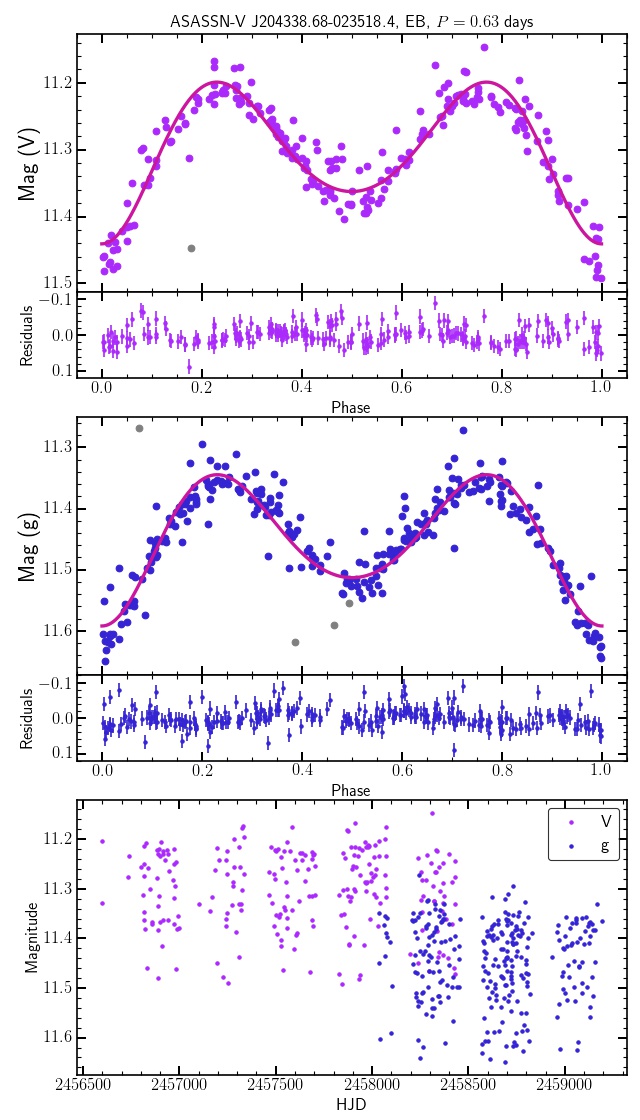 ASASSN-V J204338.68-023518.4, EB, P = 0.63 days
11.2
11.3
11.4
11.5
Mag (V)
−0.1
0.0
0.1
Residuals
0.0 0.2 0.4 0.6 0.8 1.0
Phase
11.3
11.4
11.5
11.6
Mag (g)
−0.1
0.0
0.1
Residuals
0.0 0.2 0.4 0.6 0.8 1.0
Phase
V
g
11.2
11.3
11.4
11.5
11.6
Magnitude
2456500 2457000 2457500 2458000 2458500 2459000
HJD